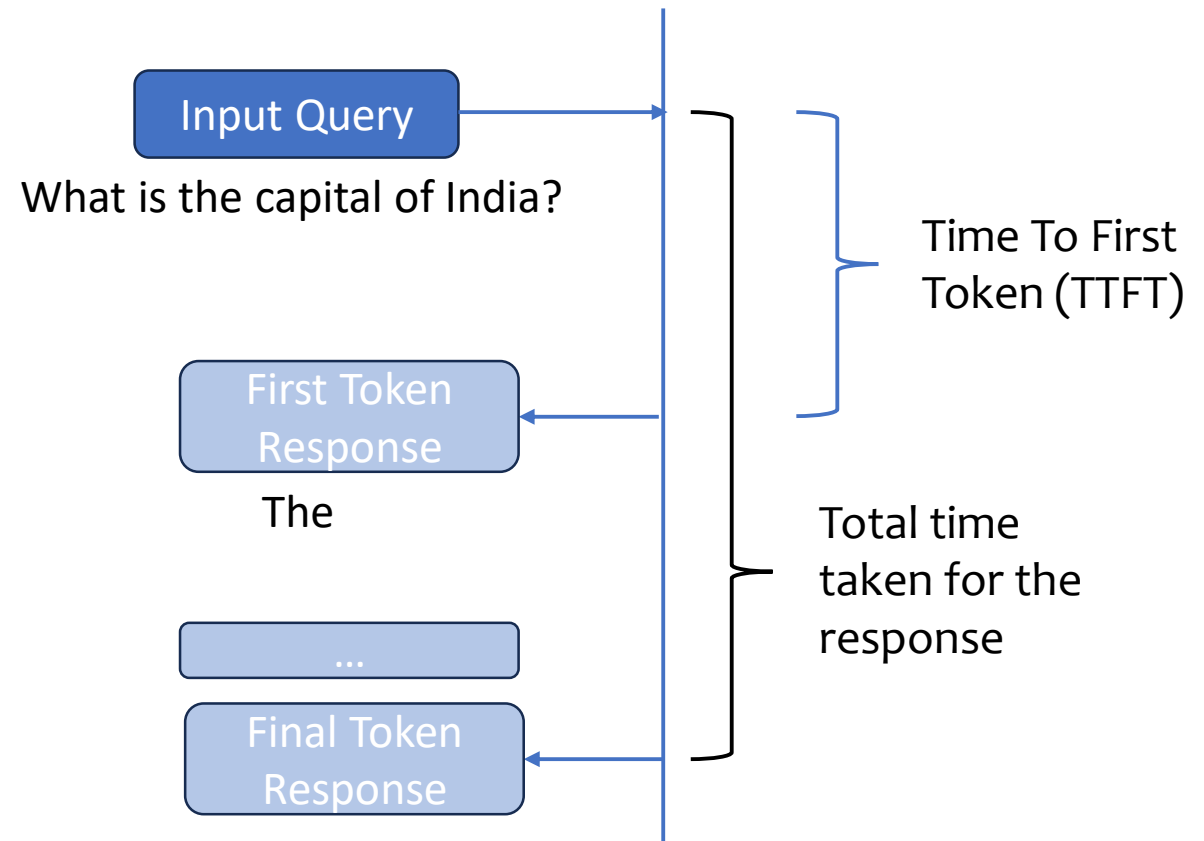 Input Query
What is the capital of India?
Time To First
Token (TTFT)
First Token
Response
The
Total time
taken for the
response
...
Final Token
Response